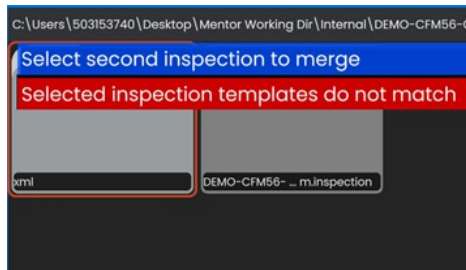 C:\Users\503153740\Desktop\Mentor Working Dir\Internal\DEMO-CFM56-
Select second inspection to merge
Selected inspection templates do not match
xml
DEMO-CFM56- ... m.inspection